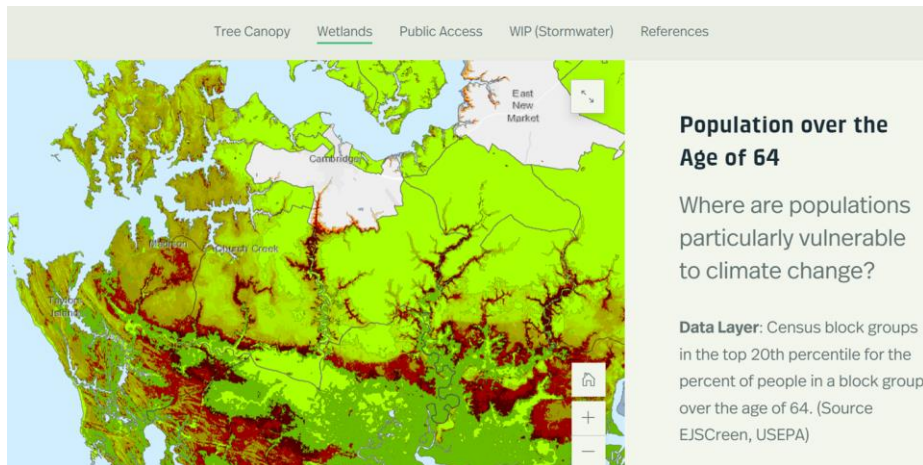 Tree Canopy Wetlands Public Access WIP (Stormwater) References
East
New
Market
Cambridge
Church Creek
Population over the
Age of 64
Where are populations
particularly vulnerable
to climate change?
Data Layer: Census block groups
in the top 20th percentile for the
percent of people in a block group
over the age of 64. (Source
EJSCreen, USEPA)